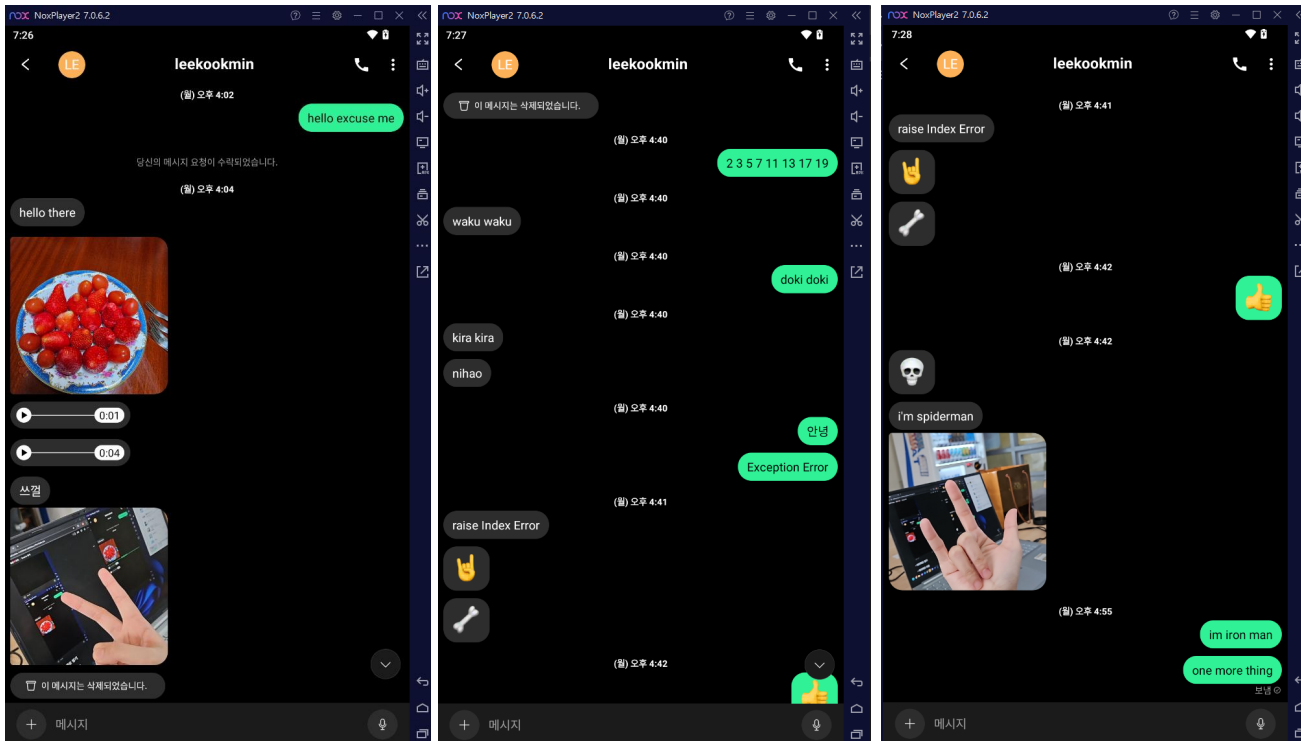 NoxPlayer2 7.0.6.2
7:26
LE
leekookmin
(월) 오후 4:02
hello excuse me
당신의 메시지 요청이 수락되었습니다.
(월) 오후 4:04
hello there
0:01
0:04
쓰껄
이 메시지는 삭제되었습니다.
메시지
NoxPlayer2 7.0.6.2
7:27
LE
leekookmin
이 메시지는 삭제되었습니다.
(월) 오후 4:40
2 3 5 7 11 13 17 19
(월) 오후 4:40
waku waku
(월) 오후 4:40
doki doki
(월) 오후 4:40
kira kira
nihao
(월) 오후 4:40
안녕
Exception Error
(월) 오후 4:41
raise Index Error
🤘
🦴
(월) 오후 4:42
👍
메시지
NoxPlayer2 7.0.6.2
7:28
LE
leekookmin
(월) 오후 4:41
raise Index Error
🤘
🦴
(월) 오후 4:42
👍
(월) 오후 4:42
💀
i'm spiderman
(월) 오후 4:55
im iron man
one more thing
보냄
메시지